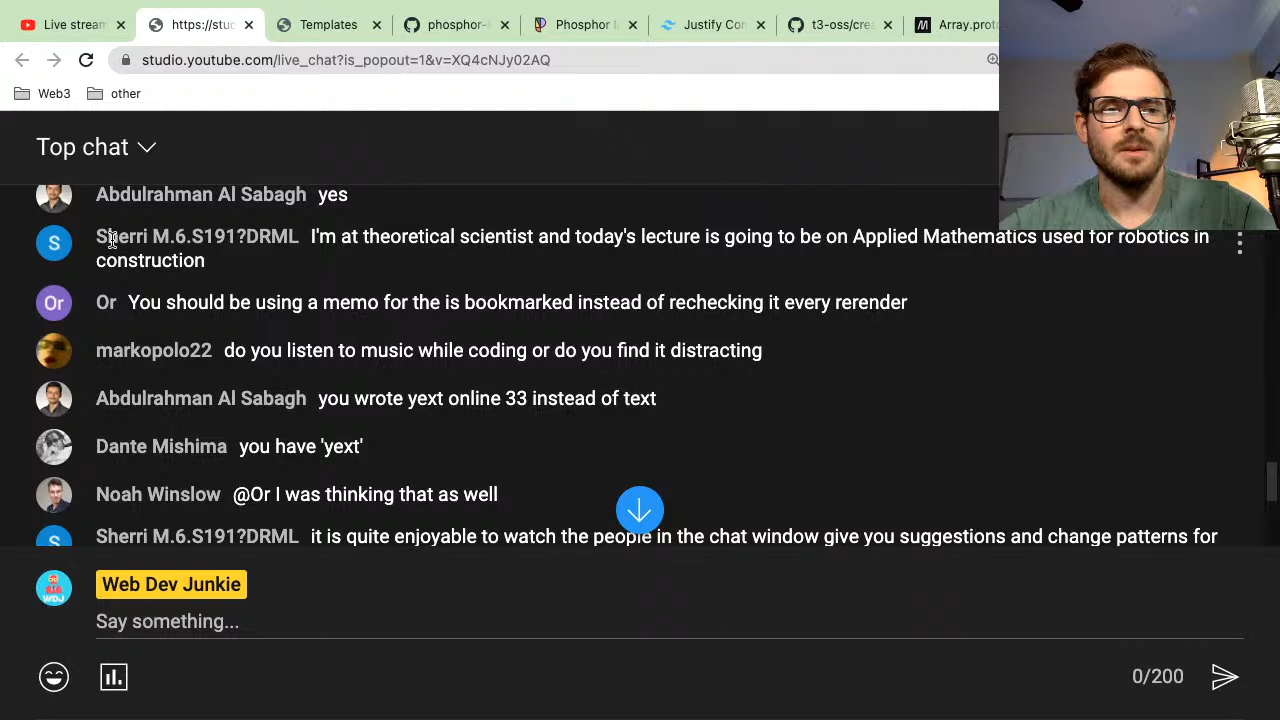 Live stream
https://stud
Templates
phosphor-
Phosphor I
Justify Con
t3-oss/crea
Array.proto
studio.youtube.com/live_chat?is_popout=1&v=XQ4cNJy02AQ
Web3
other
Top chat
Abdulrahman Al Sabagh yes
S
Sherri M.6.S191?DRML I'm at theoretical scientist and today's lecture is going to be on Applied Mathematics used for robotics in
construction
Or
Or You should be using a memo for the is bookmarked instead of rechecking it every rerender
markopolo22 do you listen to music while coding or do you find it distracting
Abdulrahman Al Sabagh you wrote yext online 33 instead of text
Dante Mishima you have 'yext'
Noah Winslow @Or I was thinking that as well
S
Sherri M.6.S191?DRML it is quite enjoyable to watch the people in the chat window give you suggestions and change patterns for
WDJ
Web Dev Junkie
Say something...
0/200